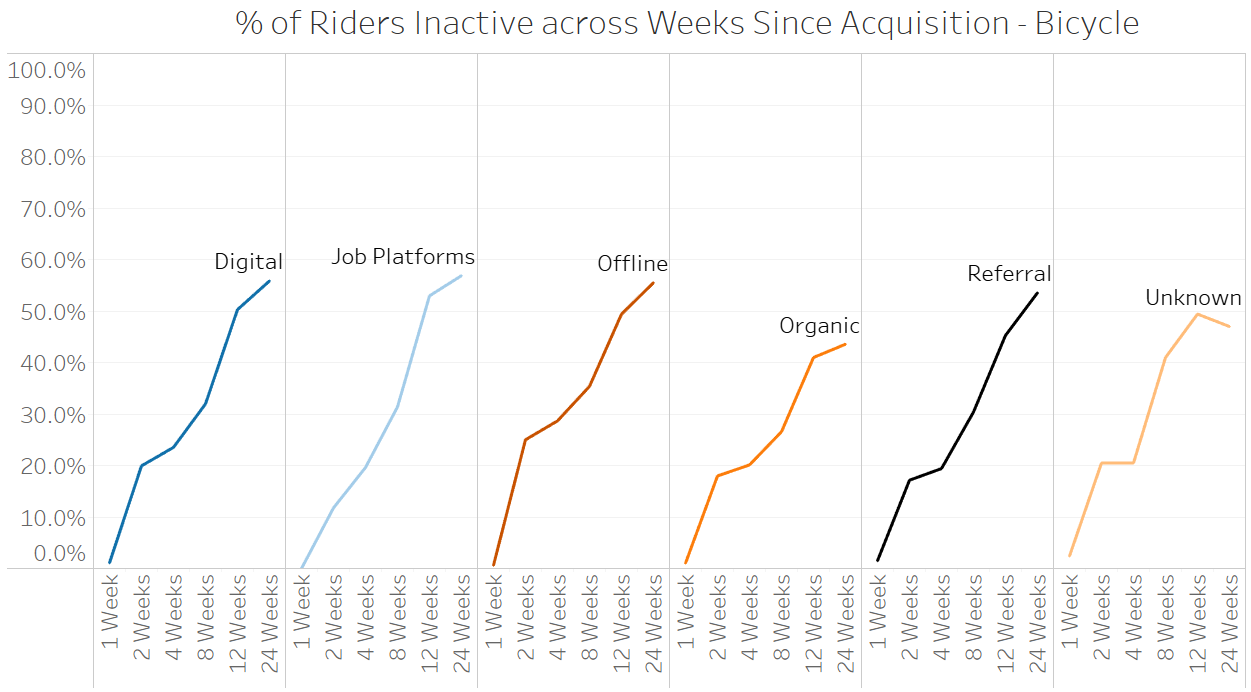 % of Riders Inactive across Weeks Since Acquisition - Bicycle
100.0%
90.0%
80.0%
70.0%
60.0%
50.0%
40.0%
30.0%
20.0%
10.0%
0.0%
Digital
Job Platforms
Offline
Organic
Referral
Unknown
1 Week
2 Weeks
4 Weeks
8 Weeks
12 Weeks
24 Weeks
1 Week
2 Weeks
4 Weeks
8 Weeks
12 Weeks
24 Weeks
1 Week
2 Weeks
4 Weeks
8 Weeks
12 Weeks
24 Weeks
1 Week
2 Weeks
4 Weeks
8 Weeks
12 Weeks
24 Weeks
1 Week
2 Weeks
4 Weeks
8 Weeks
12 Weeks
24 Weeks
1 Week
2 Weeks
4 Weeks
8 Weeks
12 Weeks
24 Weeks